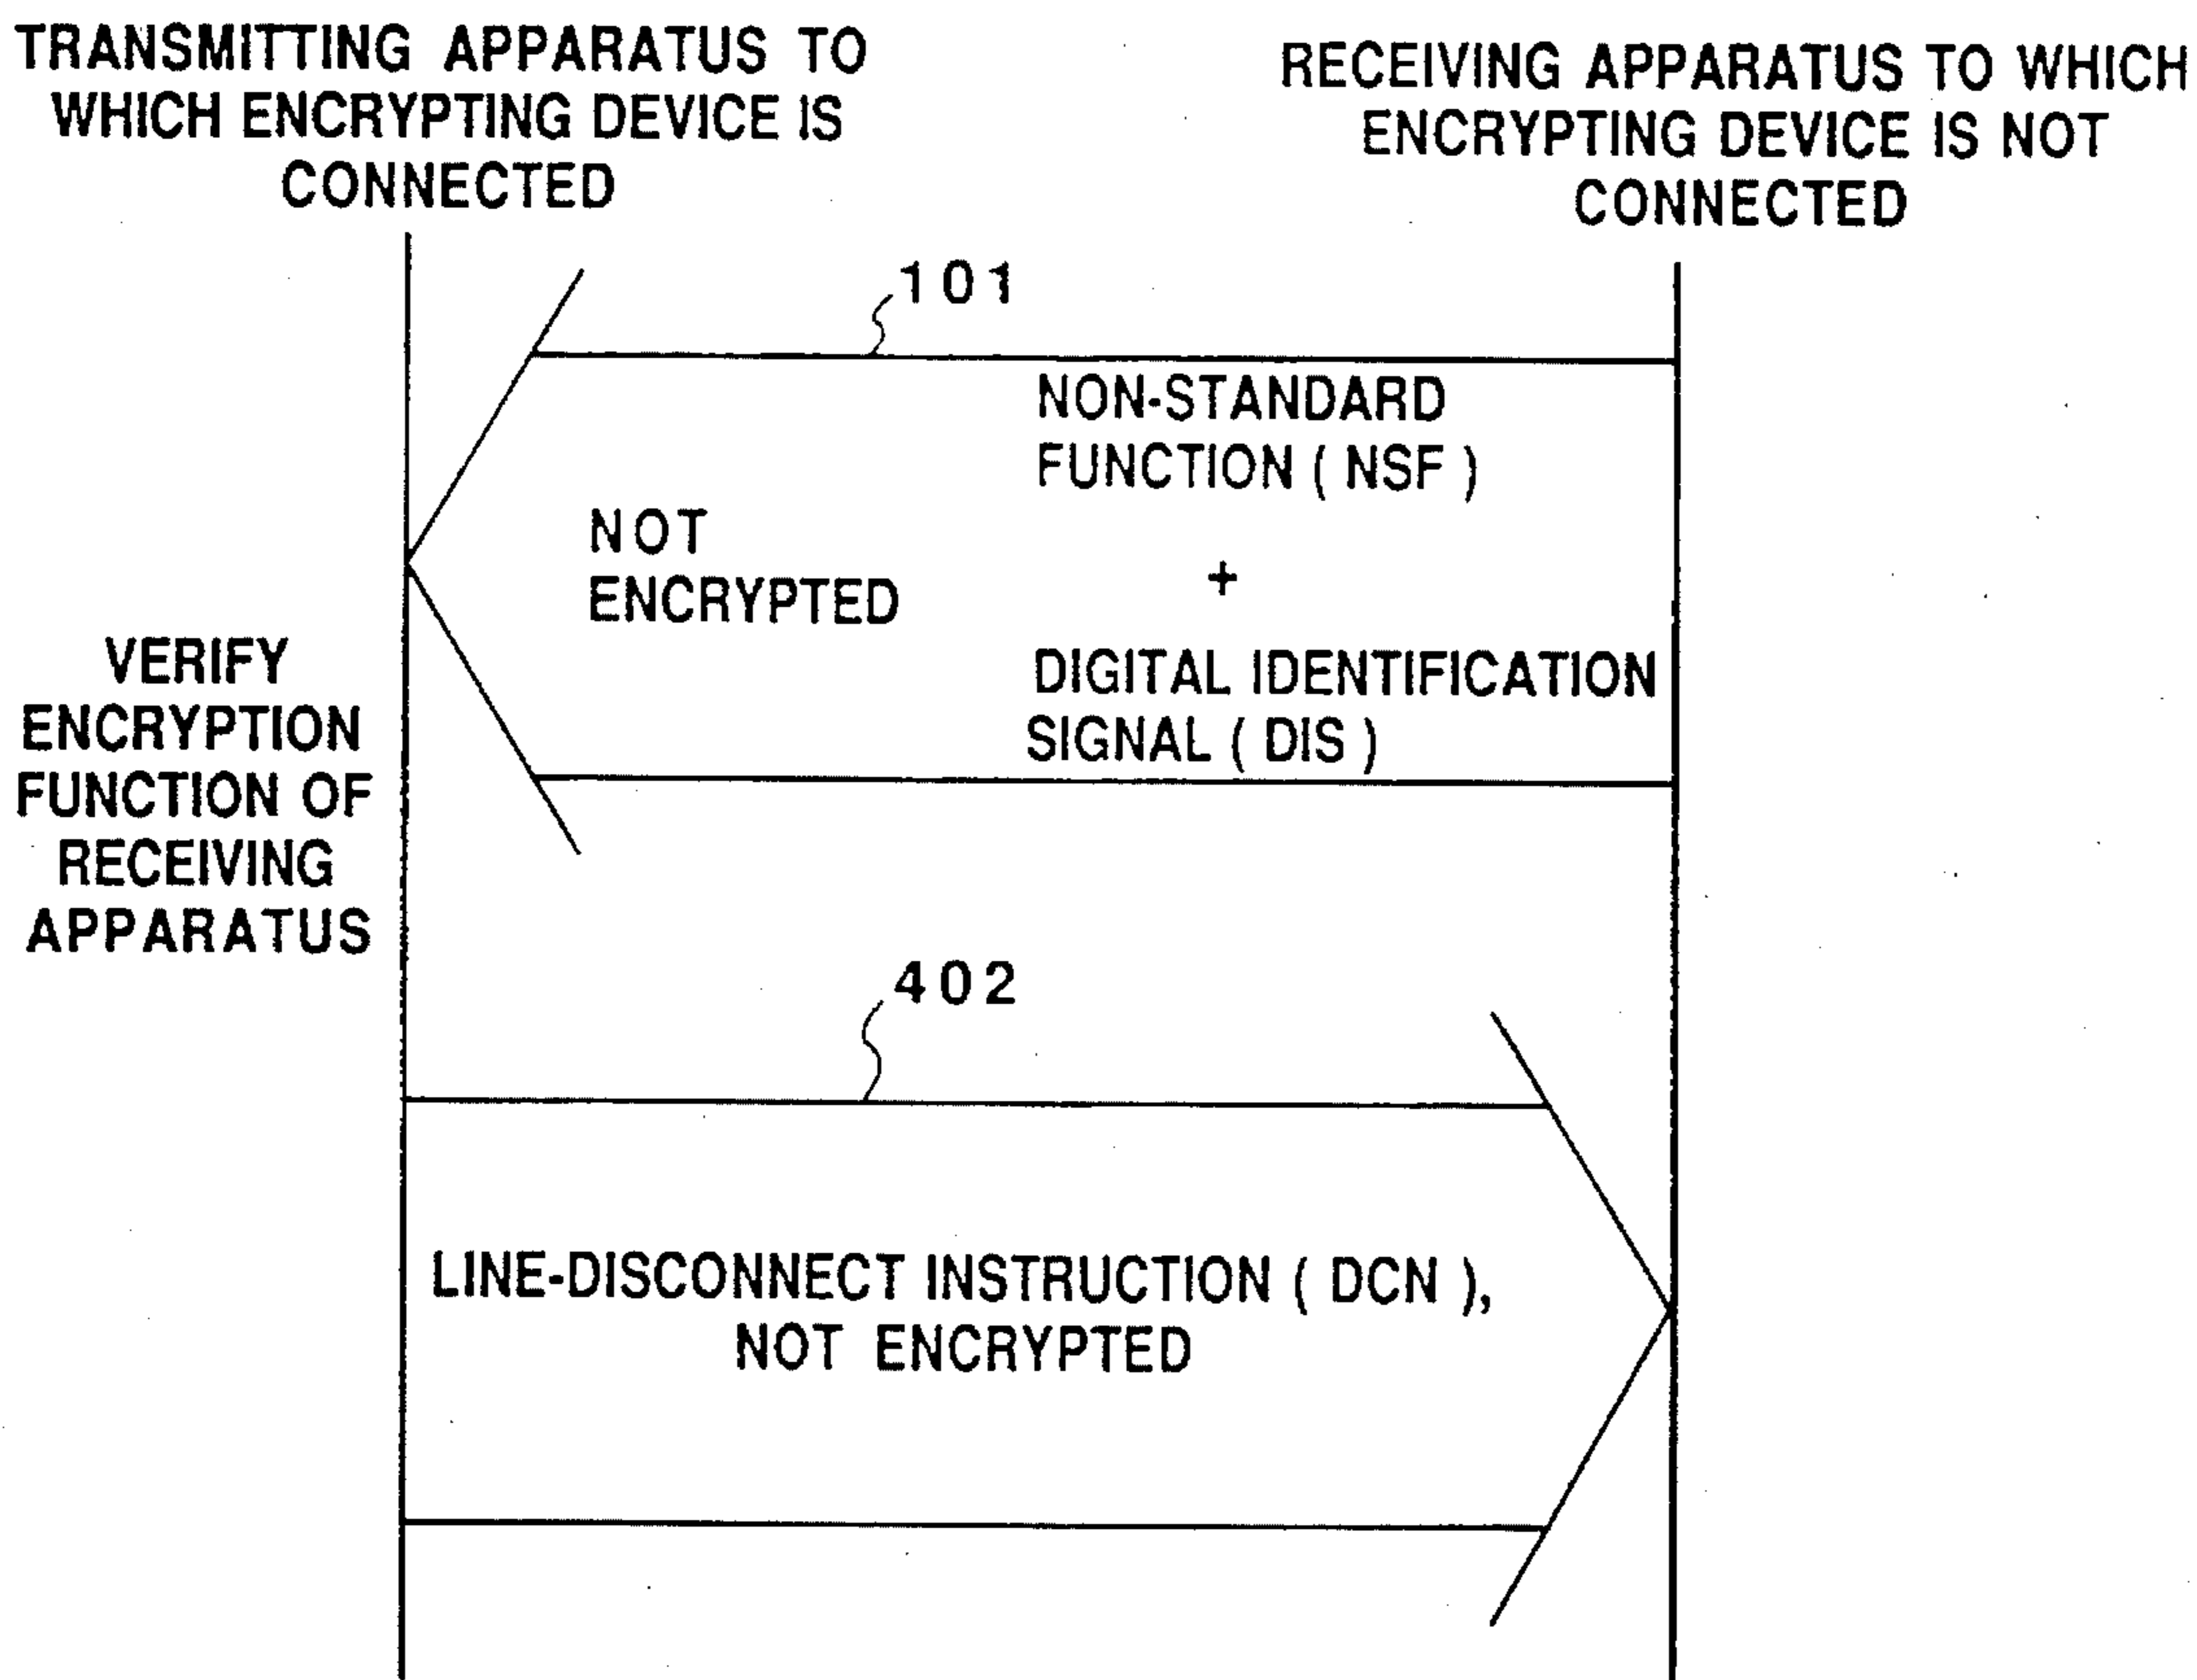 TRANSMITTING APPARATUS TO
WHICH ENCRYPTING DEVICE IS
CONNECTED
RECEIVING APPARATUS TO WHICH
ENCRYPTING DEVICE IS NOT
CONNECTED
101
NON-STANDARD
FUNCTION ( NSF )
NOT
ENCRYPTED
+
DIGITAL IDENTIFICATION
SIGNAL ( DIS )
VERIFY
ENCRYPTION
FUNCTION OF
RECEIVING
APPARATUS
402
LINE-DISCONNECT INSTRUCTION ( DCN ),
NOT ENCRYPTED